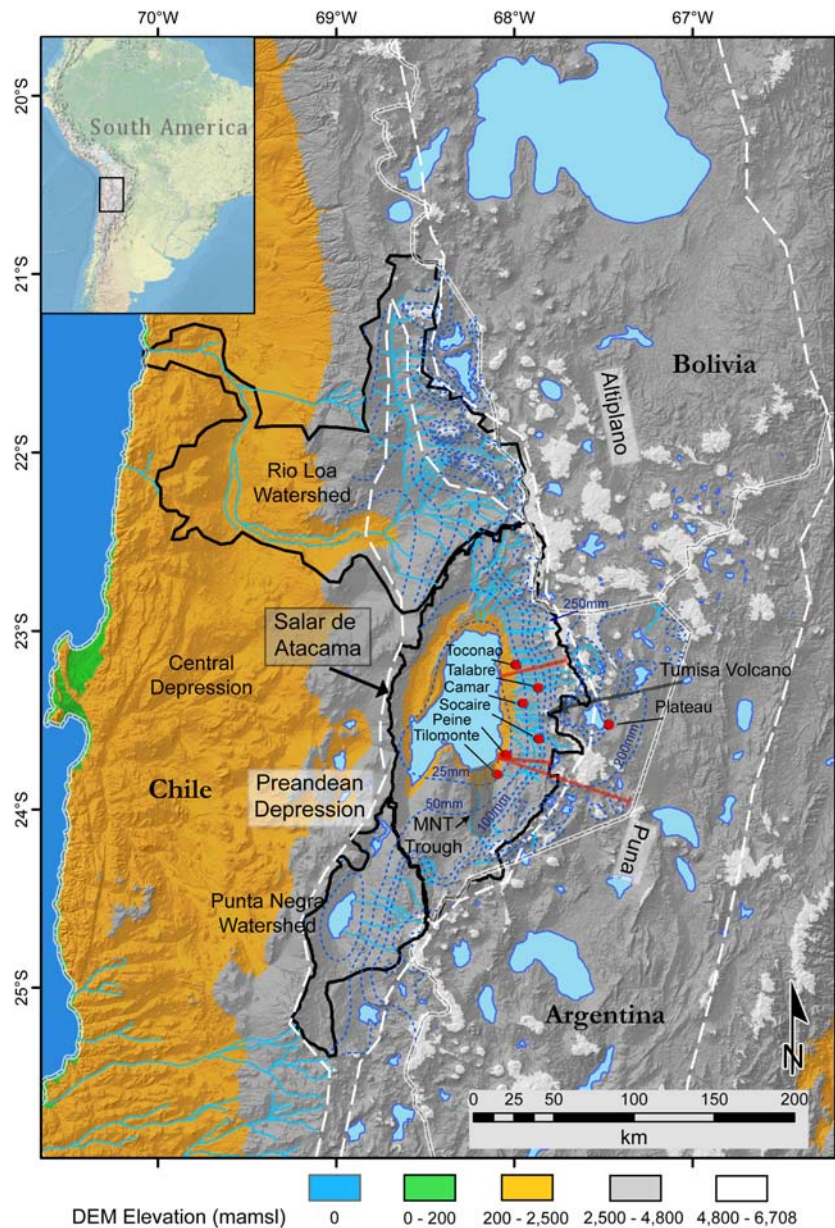 70°W
69°W
68°W
67°W
20°S
21°S
22°S
23°S
24°S
25°S
South America
Bolivia
Altiplano
Rio Loa
Watershed
250mm
Salar de
Atacama
Toconao
Talabre
Camar
Socaire
Peine
Tilomonte
Central
Depression
Tumisa Volcano
Plateau
200mm
25mm
Preandean
Depression
Chile
50mm
100mm
MNT
Trough
Puna
Punta Negra
Watershed
Argentina
N
0 25 50 100 150 200
km
DEM Elevation (mamsl)
0
0 - 200
200 - 2,500
2,500 - 4.800
4.800 - 6.708